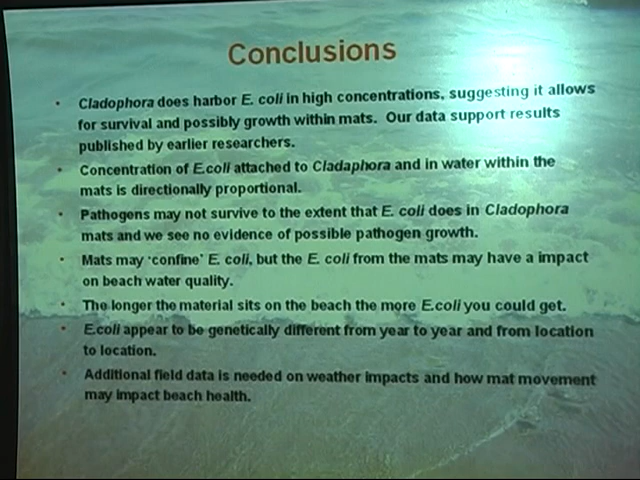 Conclusions
• Cladophora does harbor E. coli in high concentrations, suggesting it allows
for survival and possibly growth within mats. Our data support results
published by earlier researchers.
• Concentration of E.coli attached to Cladaphora and in water within the
mats is directionally proportional.
• Pathogens may not survive to the extent that E. coli does in Cladophora
mats and we see no evidence of possible pathogen growth.
• Mats may 'confine' E. coli, but the E. coli from the mats may have a impact
on beach water quality.
• The longer the material sits on the beach the more E.coli you could get.
• E.coli appear to be genetically different from year to year and from location
to location.
• Additional field data is needed on weather impacts and how mat movement
may impact beach health.